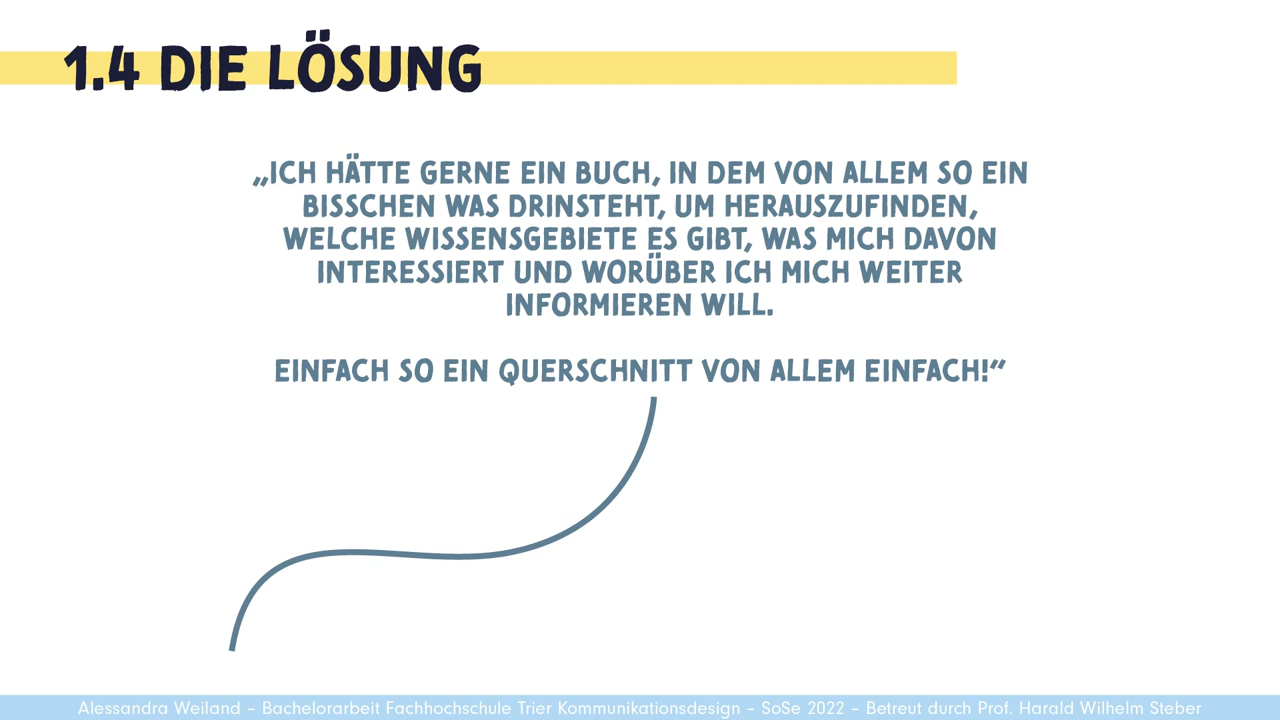 1.4 DIE LÖSUNG
„ICH HÄTTE GERNE EIN BUCH, IN DEM VON ALLEM SO EIN
BISSCHEN WAS DRINSTEHT, UM HERAUSZUFINDEN,
WELCHE WISSENSGEBIETE ES GIBT, WAS MICH DAVON
INTERESSIERT UND WORÜBER ICH MICH WEITER
INFORMIEREN WILL.
EINFACH SO EIN QUERSCHNITT VON ALLEM EINFACH!“
Alessandra Weiland – Bachelorarbeit Fachhochschule Trier Kommunikationsdesign – SoSe 2022 – Betreut durch Prof. Harald Wilhelm Steber